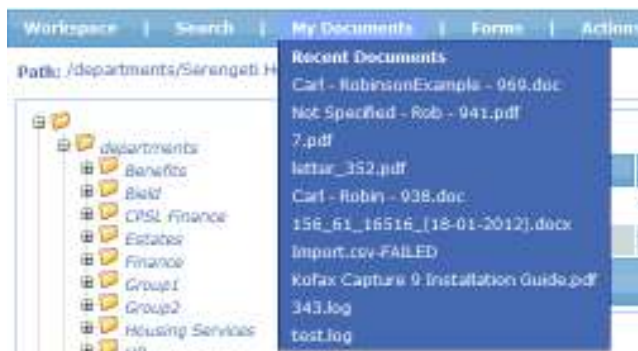 Workspace | Search | My Documents | Forms | Actions
Path: /departments/Serengeti H
Recent Documents
Carl - RobinsonExample - 969.doc
Not Specified - Rob - 941.pdf
7.pdf
letter_352.pdf
Carl - Robin - 938.doc
156_61_16516_[18-01-2012].docx
Import.csv-FAILED
Kofax Capture 9 Installation Guide.pdf
343.log
test.log
departments
Benefits
Bield
CPSL Finance
Estates
Finance
Group1
Group2
Housing Services
HR